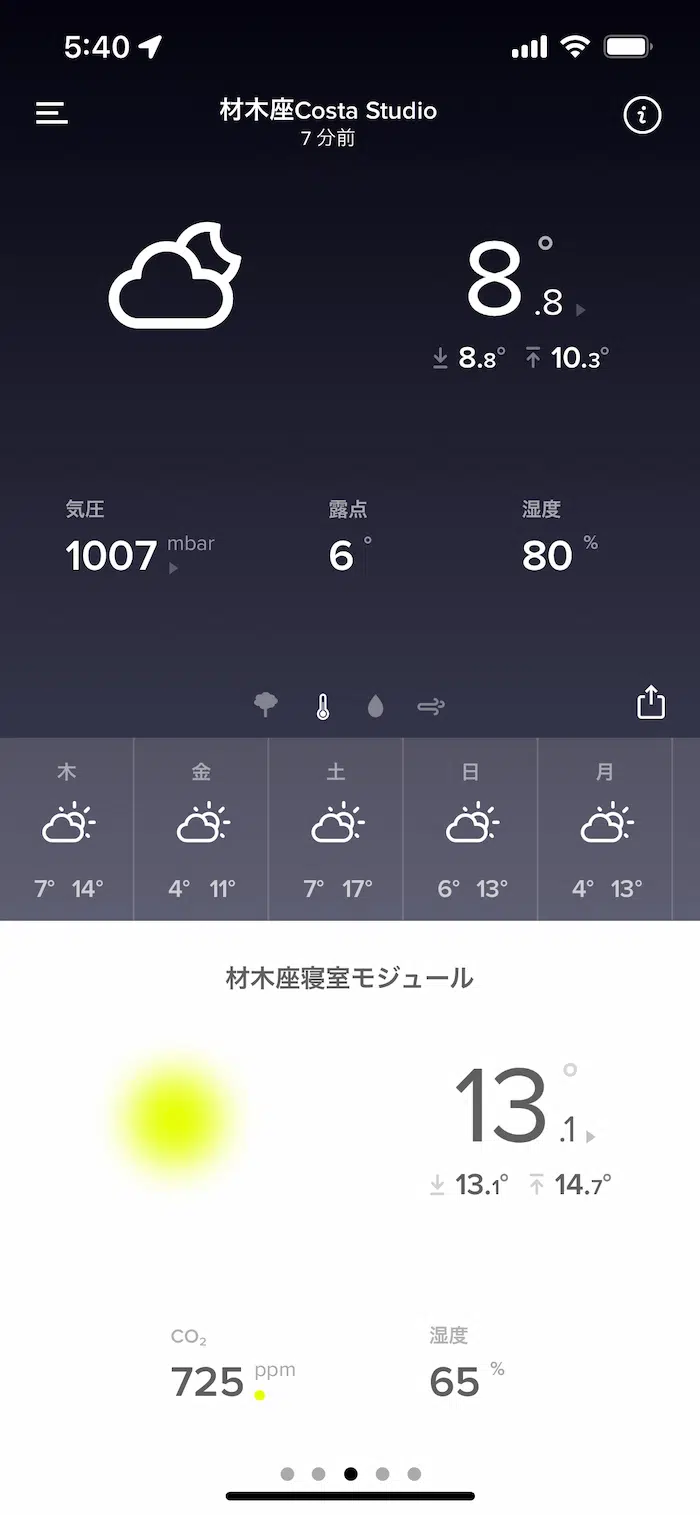 5:40
材木座Costa Studio
7 分前
8.8°
8.8° 10.3°
気圧 露点 湿度
1007 mbar 6° 80 %
木 金 土 日 月
7° 14° 4° 11° 7° 17° 6° 13° 4° 13°
材木座寝室モジュール
13.1°
13.1° 14.7°
CO₂ 湿度
725 ppm 65 %